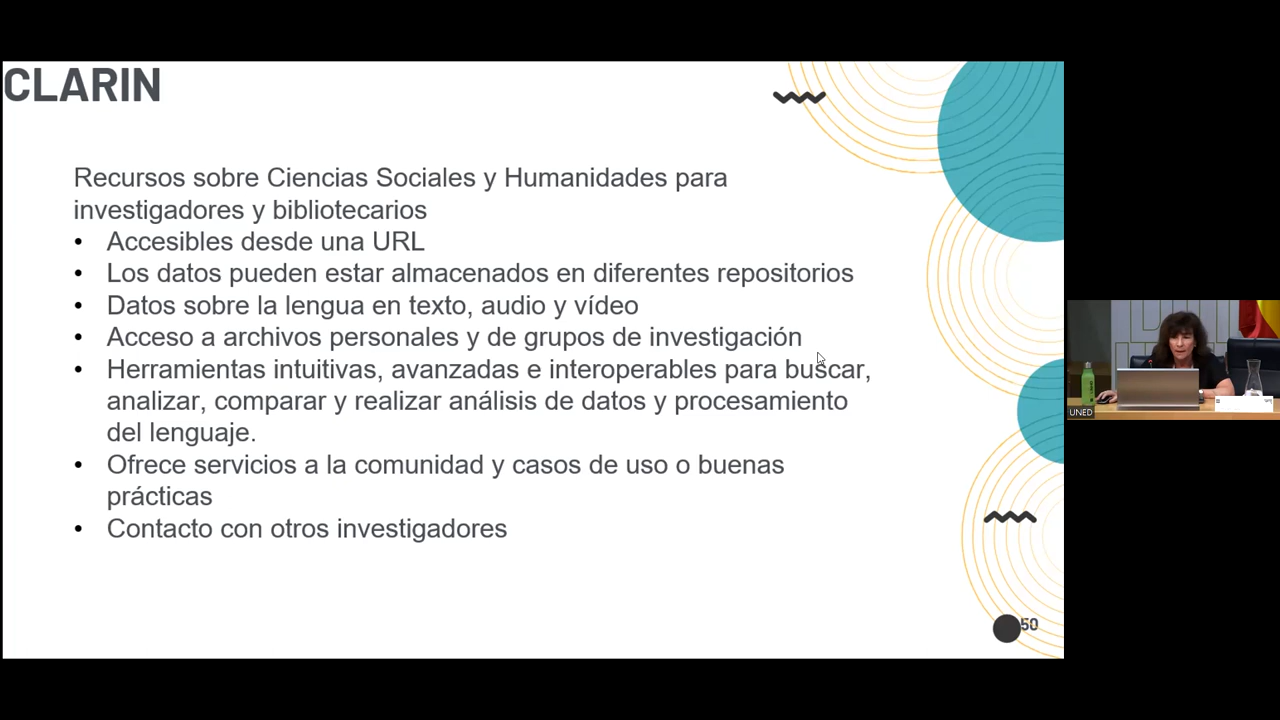 CLARIN
Recursos sobre Ciencias Sociales y Humanidades para
investigadores y bibliotecarios
• Accesibles desde una URL
• Los datos pueden estar almacenados en diferentes repositorios
• Datos sobre la lengua en texto, audio y vídeo
• Acceso a archivos personales y de grupos de investigación
• Herramientas intuitivas, avanzadas e interoperables para buscar,
analizar, comparar y realizar análisis de datos y procesamiento
del lenguaje.
• Ofrece servicios a la comunidad y casos de uso o buenas
prácticas
• Contacto con otros investigadores
50
UNED